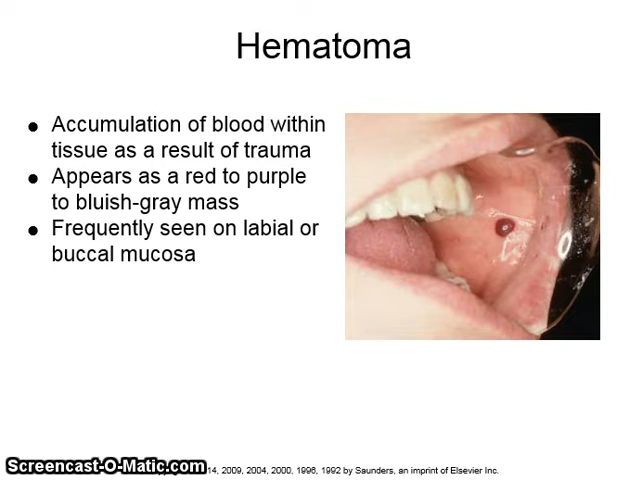 Hematoma
● Accumulation of blood within
tissue as a result of trauma
● Appears as a red to purple
to bluish-gray mass
● Frequently seen on labial or
buccal mucosa
Screencast-O-Matic.com
14, 2009, 2004, 2000, 1996, 1992 by Saunders, an imprint of Elsevier Inc.